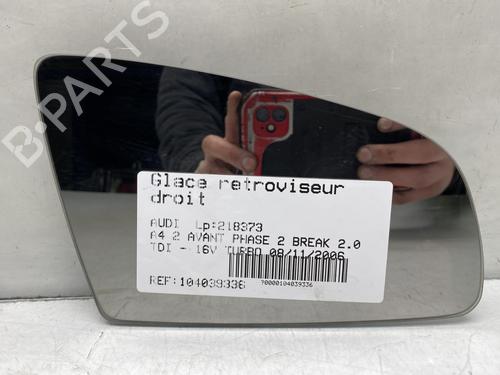 B-PARTS
Glace retroviseur
droit
AUDI Lp:218373
A4 2 AVANT PHASE 2 BREAK 2.0
TDI - 16V TURBO 08/11/2006
REF:104039336
70000104039336